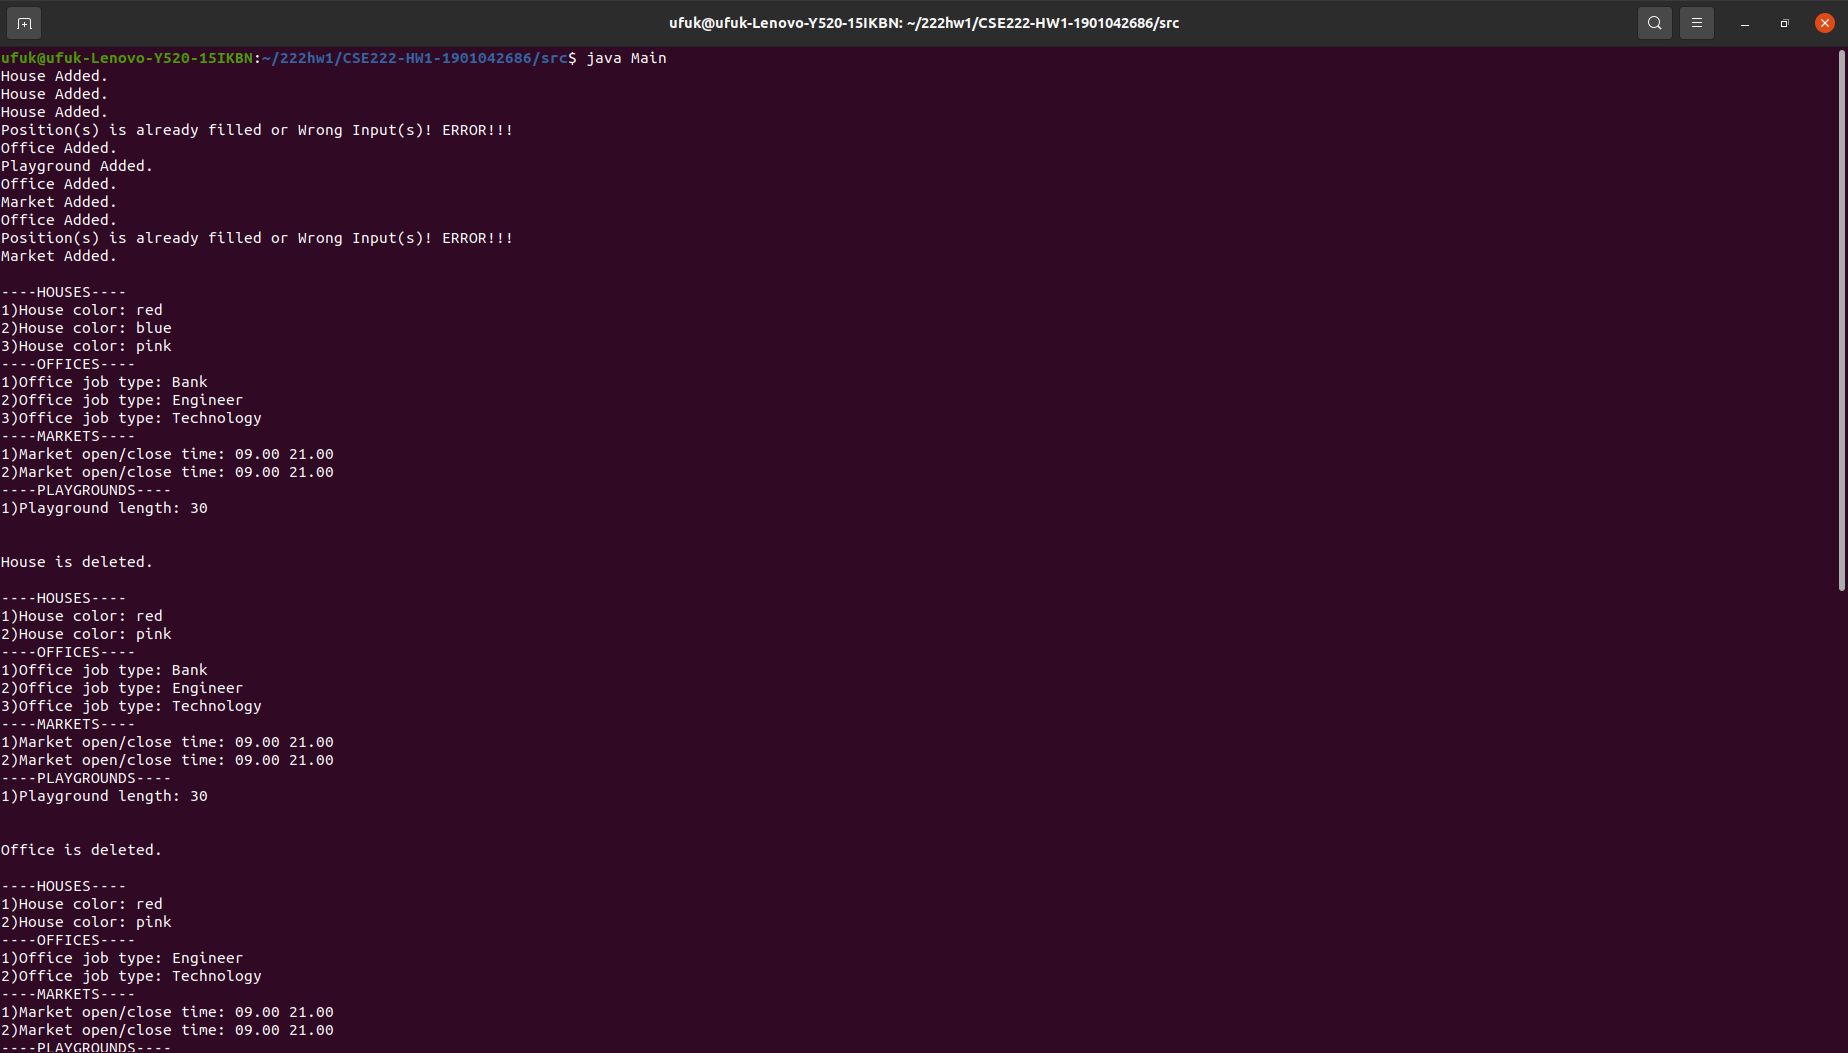 ufuk@ufuk-Lenovo-Y520-15IKBN: ~/222hw1/CSE222-HW1-1901042686/src
ufuk@ufuk-Lenovo-Y520-15IKBN:~/222hw1/CSE222-HW1-1901042686/src$ java Main
House Added.
House Added.
House Added.
Position(s) is already filled or Wrong Input(s)! ERROR!!!
Office Added.
Playground Added.
Office Added.
Market Added.
Office Added.
Position(s) is already filled or Wrong Input(s)! ERROR!!!
Market Added.
----HOUSES----
1)House color: red
2)House color: blue
3)House color: pink
----OFFICES----
1)Office job type: Bank
2)Office job type: Engineer
3)Office job type: Technology
----MARKETS----
1)Market open/close time: 09.00 21.00
2)Market open/close time: 09.00 21.00
----PLAYGROUNDS----
1)Playground length: 30
House is deleted.
----HOUSES----
1)House color: red
2)House color: pink
----OFFICES----
1)Office job type: Bank
2)Office job type: Engineer
3)Office job type: Technology
----MARKETS----
1)Market open/close time: 09.00 21.00
2)Market open/close time: 09.00 21.00
----PLAYGROUNDS----
1)Playground length: 30
Office is deleted.
----HOUSES----
1)House color: red
2)House color: pink
----OFFICES----
1)Office job type: Engineer
2)Office job type: Technology
----MARKETS----
1)Market open/close time: 09.00 21.00
2)Market open/close time: 09.00 21.00
----PLAYGROUNDS----